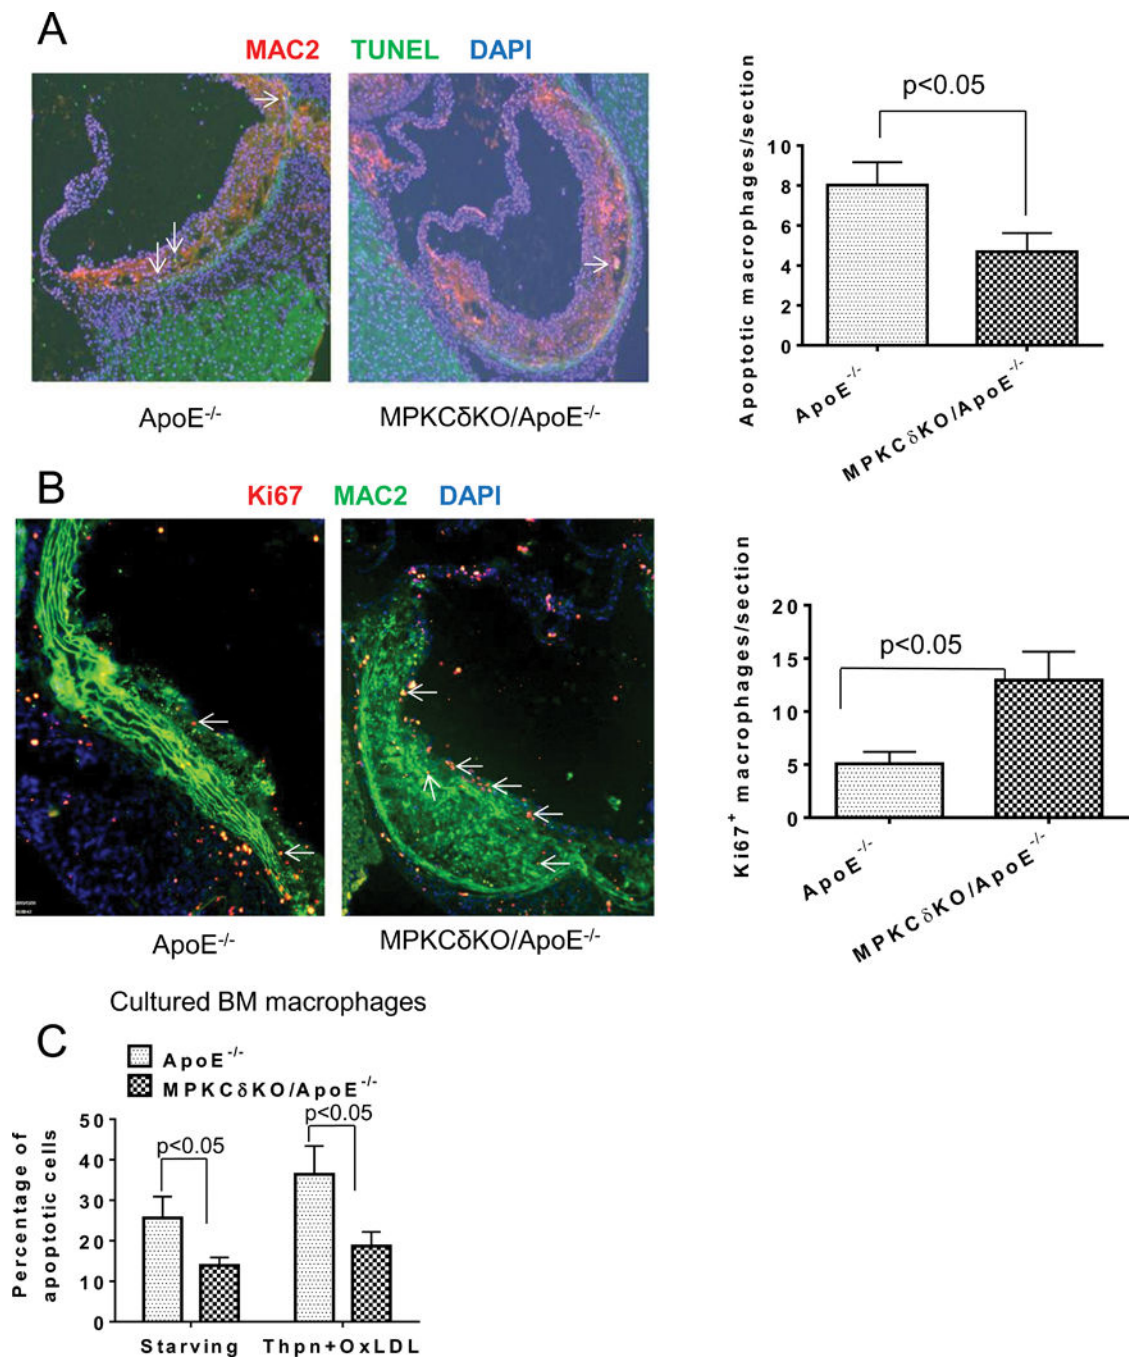 A
MAC2 TUNEL DAPI
ApoE-/-
MPKCδKO/ApoE-/-
p<0.05
Apoptotic macrophages/section
10
8
6
4
2
0
ApoE-/-
MPKCδKO/ApoE-/-
B
Ki67 MAC2 DAPI
ApoE-/-
MPKCδKO/ApoE-/-
p<0.05
Ki67+ macrophages/section
20
15
10
5
0
ApoE-/-
MPKCδKO/ApoE-/-
Cultured BM macrophages
C
ApoE-/-
MPKCδKO/ApoE-/-
Percentage of
apoptotic cells
50
40
30
20
10
0
p<0.05
p<0.05
Starving Thpn+OxLDL